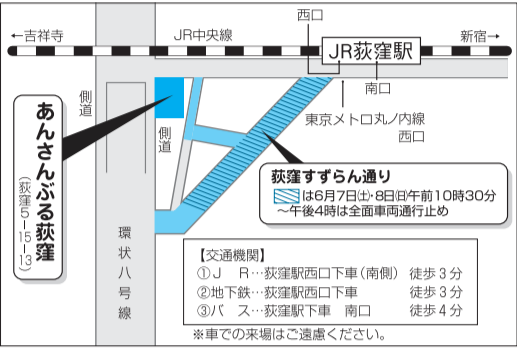 ←吉祥寺
JR中央線
西口
JR荻窪駅
新宿→
南口
東京メトロ丸ノ内線
西口
側道
側道
あんさんぶる荻窪
(荻窪5−15−13)
環状八号線
荻窪すずらん通り
は6月7日㈯・8日㈰午前10時30分
～午後4時は全面車両通行止め
【交通機関】
①J R…荻窪駅西口下車(南側) 徒歩3分
②地下鉄…荻窪駅西口下車 徒歩3分
③バ ス…荻窪駅下車 南口 徒歩4分
※車での来場はご遠慮ください。